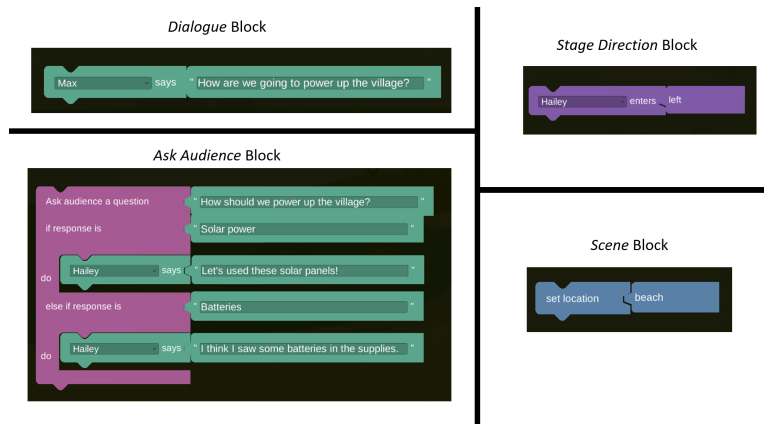 Dialogue Block
Max says " How are we going to power up the village? "
Ask Audience Block
Ask audience a question " How should we power up the village? "
if response is " Solar power "
do Hailey says " Let's used these solar panels! "
else if response is " Batteries "
do Hailey says " I think I saw some batteries in the supplies. "
Stage Direction Block
Hailey enters left
Scene Block
set location beach